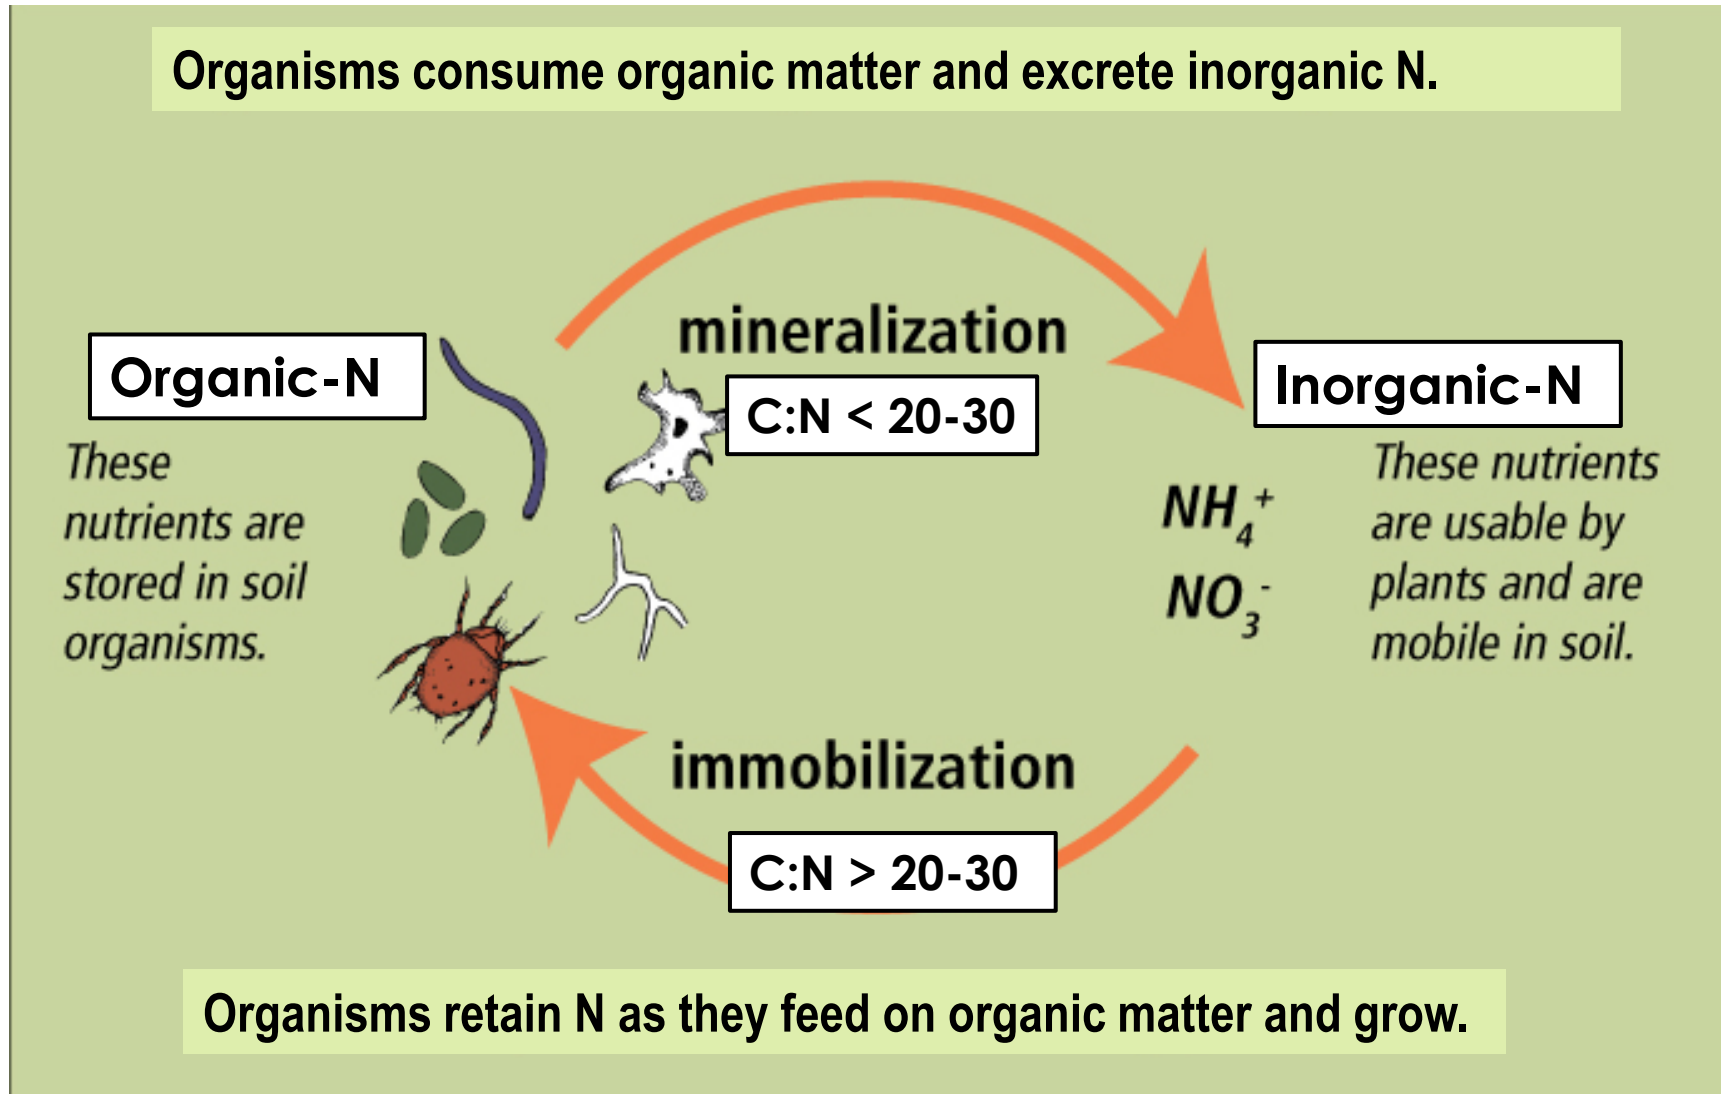 Organisms consume organic matter and excrete inorganic N.
mineralization
C:N < 20-30
Organic-N
These
nutrients are
stored in soil
organisms.
Inorganic-N
NH₄⁺
NO₃⁻
These nutrients
are usable by
plants and are
mobile in soil.
immobilization
C:N > 20-30
Organisms retain N as they feed on organic matter and grow.